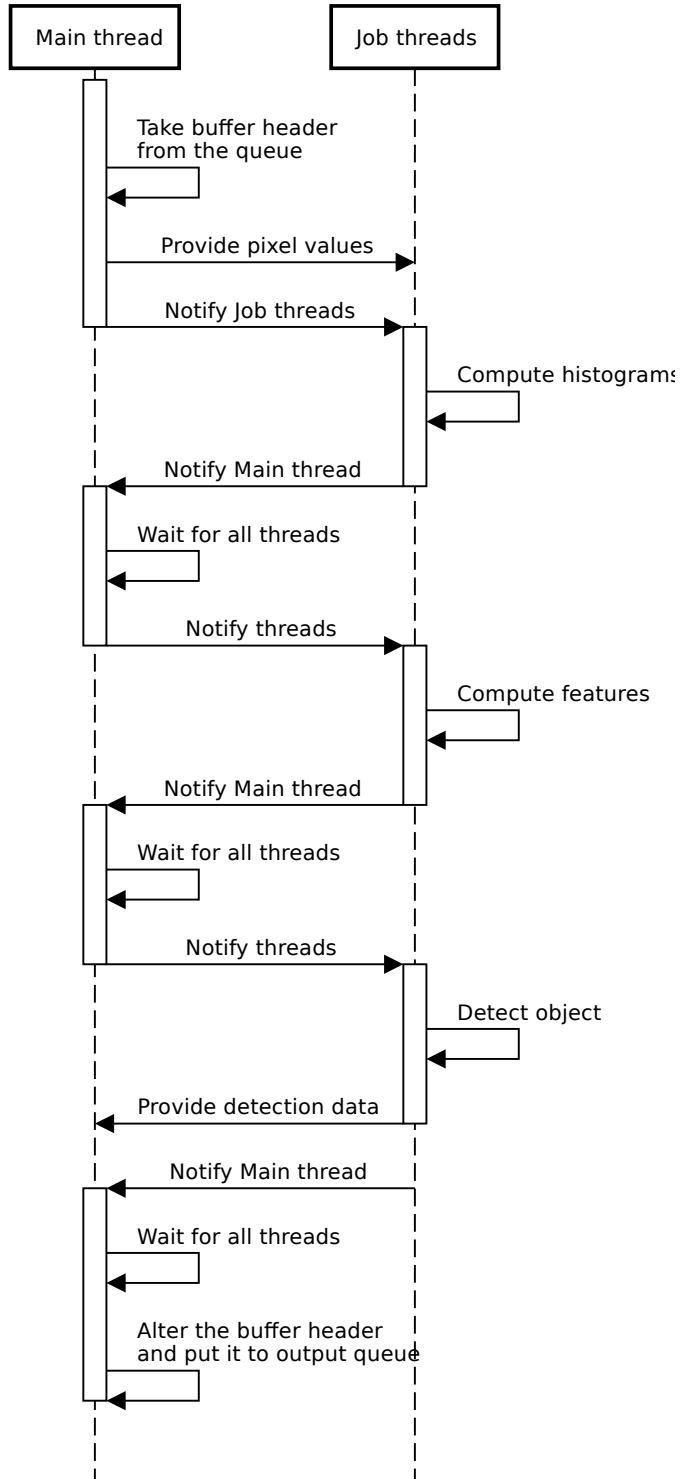 Main thread
Job threads
Take buffer header
from the queue
Provide pixel values
Notify Job threads
Compute histograms
Notify Main thread
Wait for all threads
Notify threads
Compute features
Notify Main thread
Wait for all threads
Notify threads
Detect object
Provide detection data
Notify Main thread
Wait for all threads
Alter the buffer header
and put it to output queue